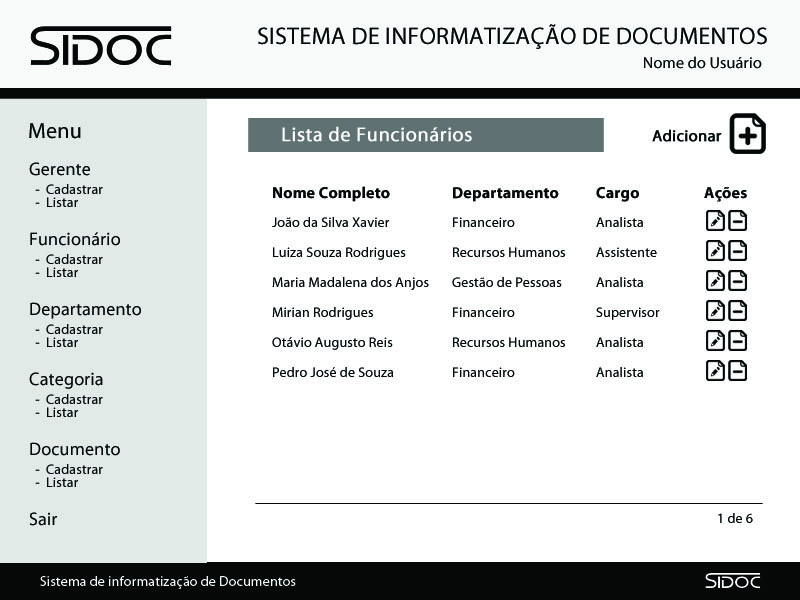 SIDOC
SISTEMA DE INFORMATIZAÇÃO DE DOCUMENTOS
Nome do Usuário
Menu
Gerente
- Cadastrar
- Listar
Funcionário
- Cadastrar
- Listar
Departamento
- Cadastrar
- Listar
Categoria
- Cadastrar
- Listar
Documento
- Cadastrar
- Listar
Sair
Lista de Funcionários
Adicionar
Nome Completo Departamento Cargo Ações
João da Silva Xavier Financeiro Analista
Luiza Souza Rodrigues Recursos Humanos Assistente
Maria Madalena dos Anjos Gestão de Pessoas Analista
Mirian Rodrigues Financeiro Supervisor
Otávio Augusto Reis Recursos Humanos Analista
Pedro José de Souza Financeiro Analista
1 de 6
Sistema de informatização de Documentos
SIDOC